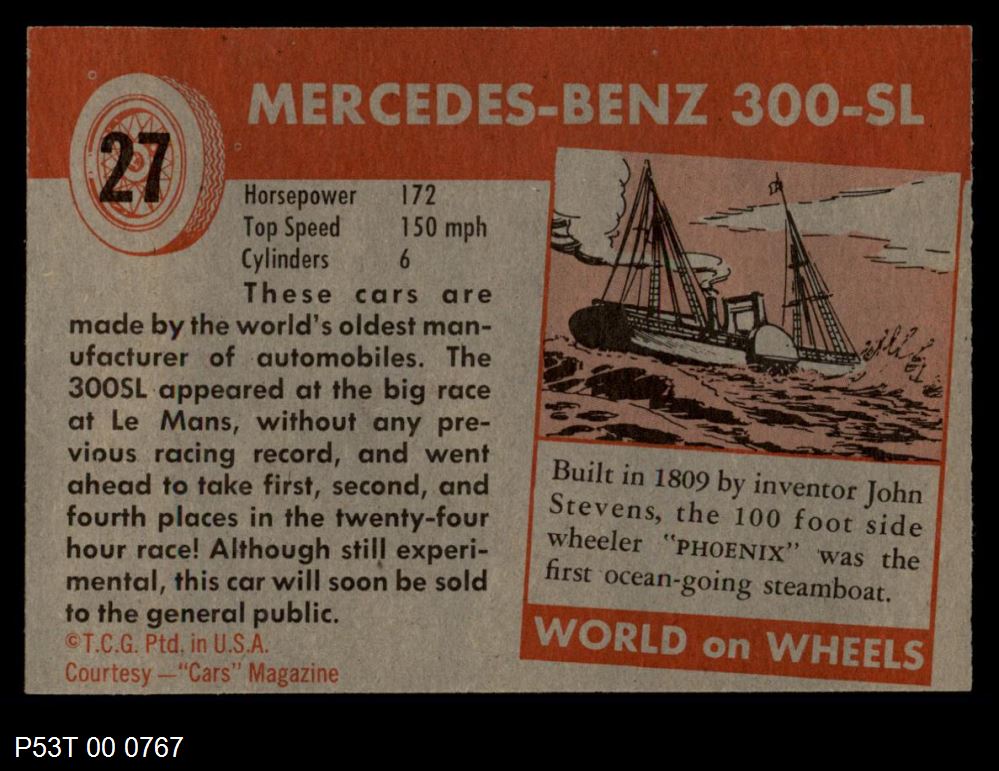 27
MERCEDES-BENZ 300-SL
Horsepower 172
Top Speed 150 mph
Cylinders 6
These cars are
made by the world's oldest man-
ufacturer of automobiles. The
300SL appeared at the big race
at Le Mans, without any pre-
vious racing record, and went
ahead to take first, second, and
fourth places in the twenty-four
hour race! Although still experi-
mental, this car will soon be sold
to the general public.
©T.C.G. Ptd. in U.S.A.
Courtesy—"Cars" Magazine
Built in 1809 by inventor John
Stevens, the 100 foot side
wheeler "PHOENIX" was the
first ocean-going steamboat.
WORLD on WHEELS
P53T 00 0767